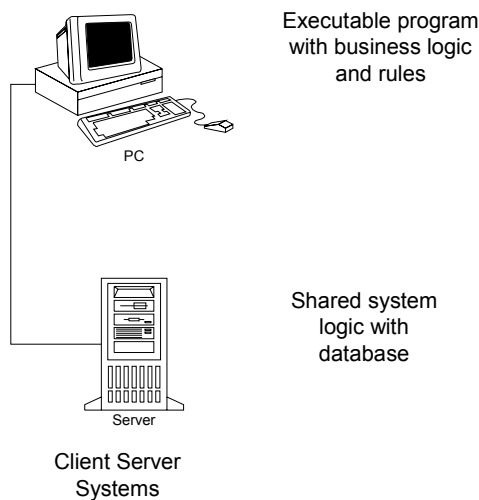 Executable program
with business logic
and rules
PC
Shared system
logic with
database
Server
Client Server
Systems